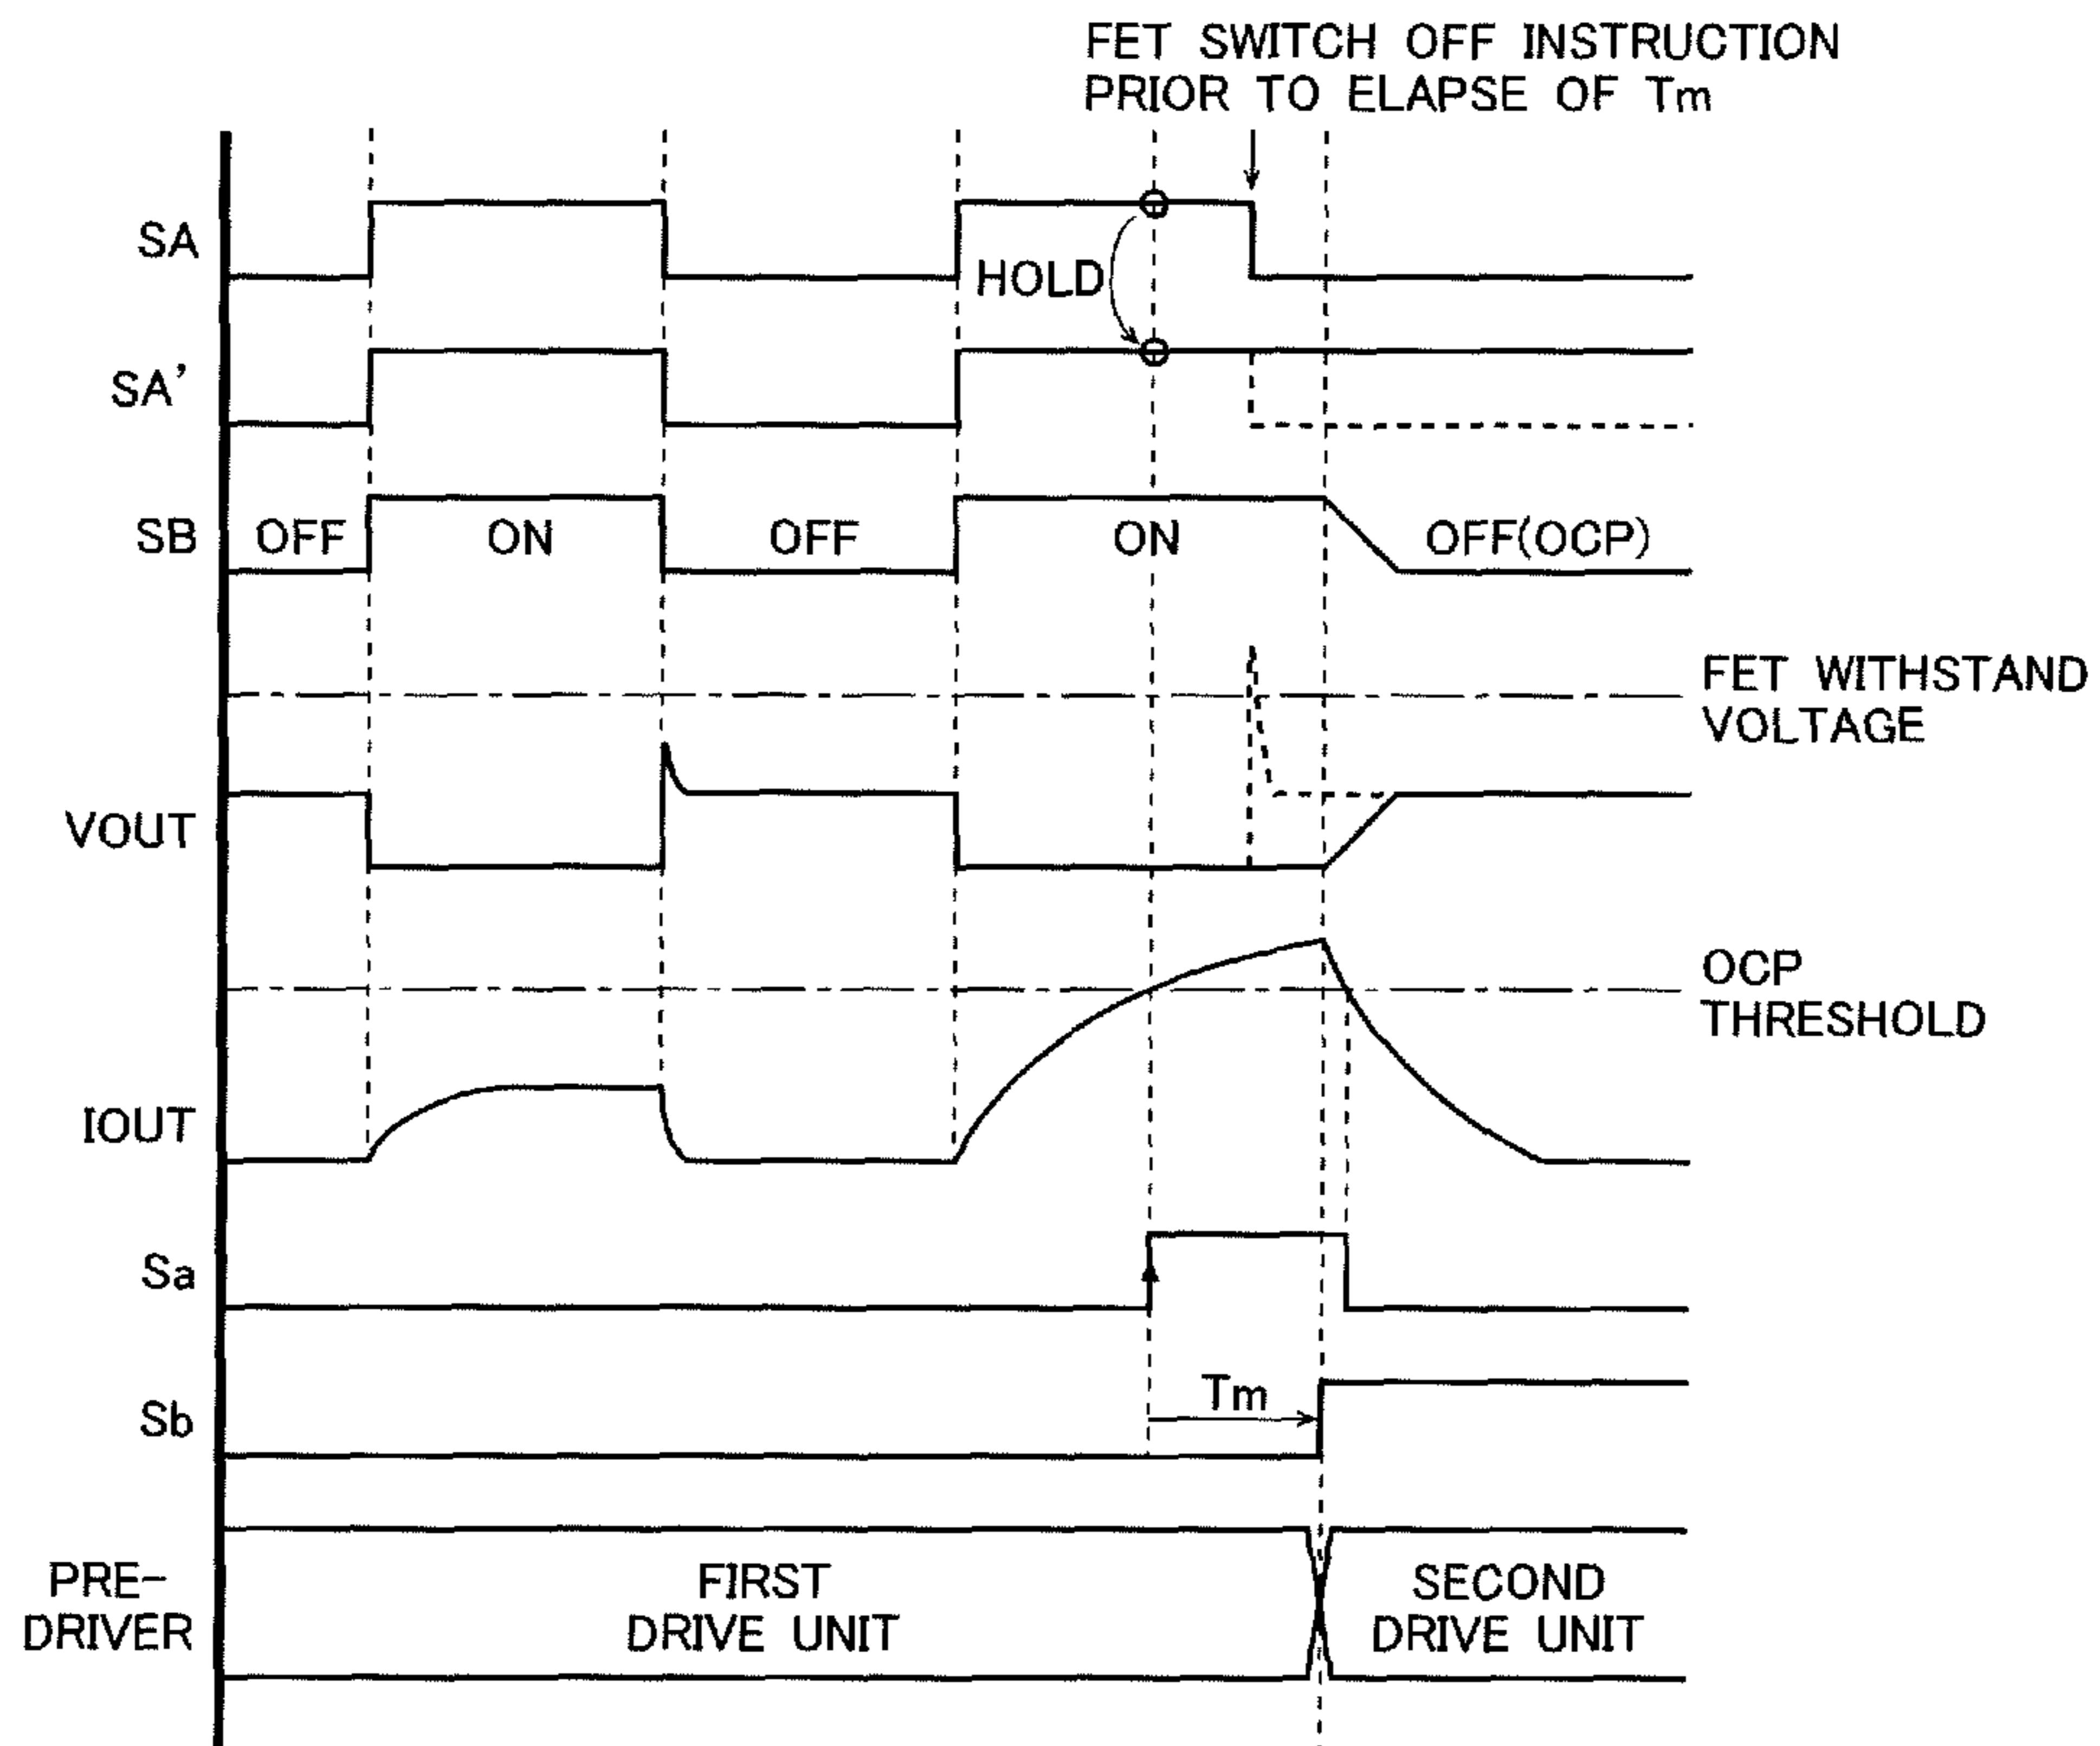 FET SWITCH OFF INSTRUCTION
PRIOR TO ELAPSE OF Tm
SA
HOLD
SA'
SB
OFF
ON
OFF
ON
OFF(OCP)
FET WITHSTAND
VOLTAGE
VOUT
OCP
THRESHOLD
IOUT
Sa
Tm
Sb
PRE-
DRIVER
FIRST
DRIVE UNIT
SECOND
DRIVE UNIT